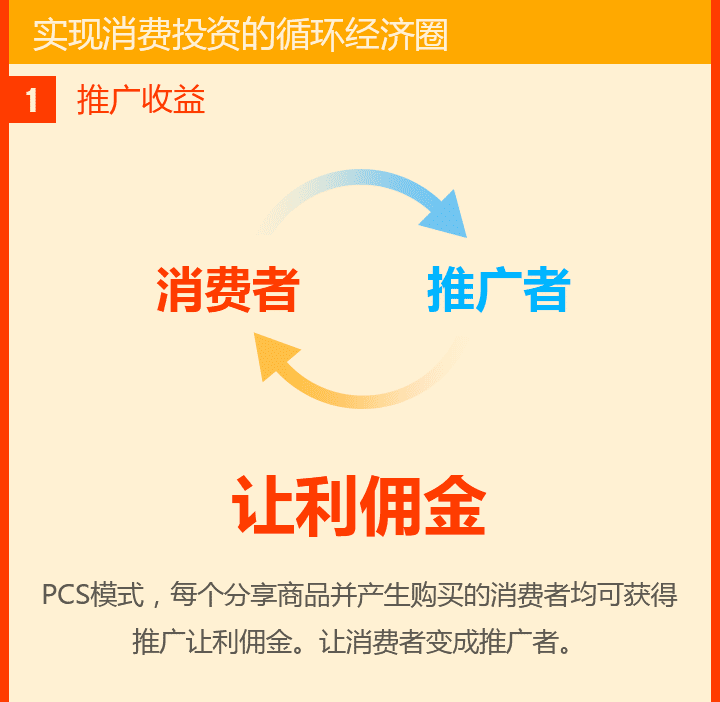 实现消费投资的循环经济圈
1 推广收益
消费者 推广者
让利佣金
PCS模式，每个分享商品并产生购买的消费者均可获得
推广让利佣金。让消费者变成推广者。